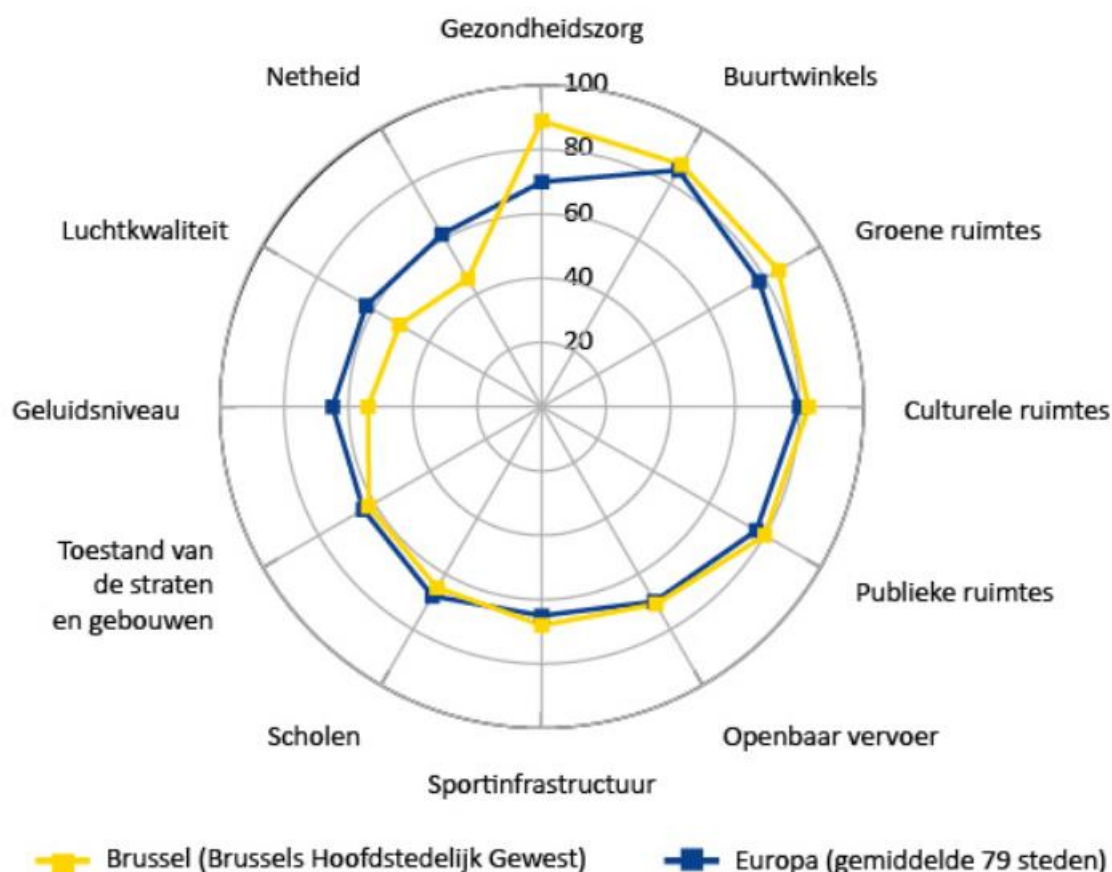 Gezondheidszorg
Netheid
Buurtwinkels
100
80
60
40
20
Luchtkwaliteit
Groene ruimtes
Geluidsniveau
Culturele ruimtes
Toestand van
de straten
en gebouwen
Publieke ruimtes
Scholen
Openbaar vervoer
Sportinfrastructuur
Brussel (Brussels Hoofdstedelijk Gewest)
Europa (gemiddelde 79 steden)